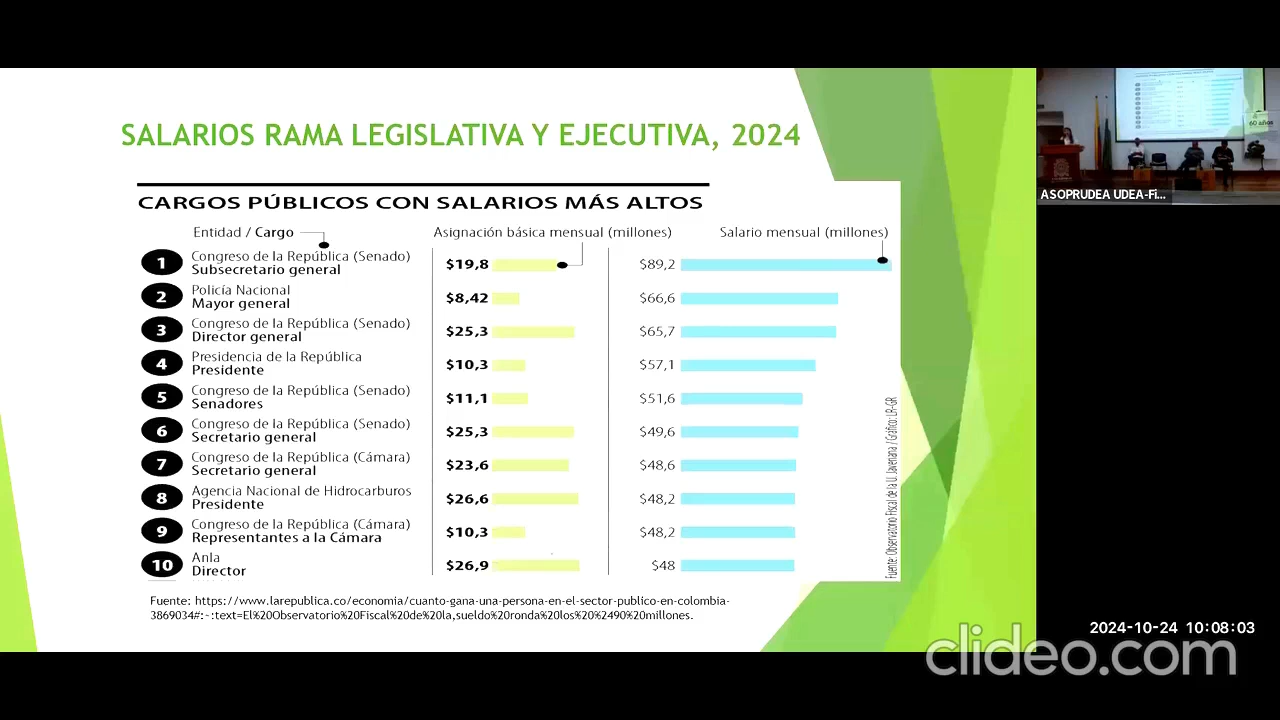 SALARIOS RAMA LEGISLATIVA Y EJECUTIVA, 2024
CARGOS PÚBLICOS CON SALARIOS MÁS ALTOS
Entidad / Cargo
Asignación básica mensual (millones)
Salario mensual (millones)
1
Congreso de la República (Senado)
Subsecretario general
$19,8
$89,2
2
Policía Nacional
Mayor general
$8,42
$66,6
3
Congreso de la República (Senado)
Director general
$25,3
$65,7
4
Presidencia de la República
Presidente
$10,3
$57,1
5
Congreso de la República (Senado)
Senadores
$11,1
$51,6
6
Congreso de la República (Senado)
Secretario general
$25,3
$49,6
7
Congreso de la República (Cámara)
Secretario general
$23,6
$48,6
8
Agencia Nacional de Hidrocarburos
Presidente
$26,6
$48,2
9
Congreso de la República (Cámara)
Representantes a la Cámara
$10,3
$48,2
10
Anla
Director
$26,9
$48
Fuente: Observatorio Fiscal de la U. Javeriana / Gráfico: LR-GR
Fuente: https://www.larepublica.co/economia/cuanto-gana-una-persona-en-el-sector-publico-en-colombia-
3869034#:~:text=El%20Observatorio%20Fiscal%20de%20la,sueldo%20ronda%20los%20%2490%20millones.
60 años
ASOPRUDEA UDEA-Fi...
2024-10-24 10:08:03
clideo.com